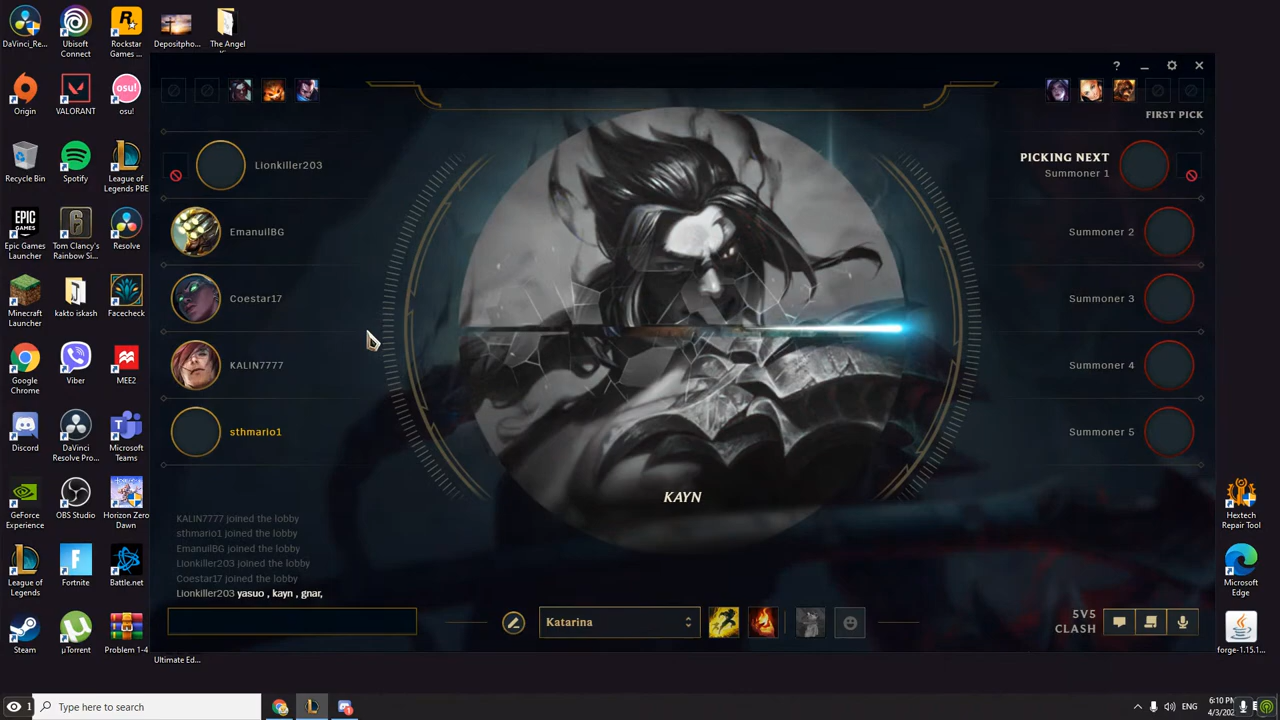 DaVinci_Re...
Ubisoft Connect
Rockstar Games ...
Depositpho...
The Angel
Origin
VALORANT
osu!
osu!
Recycle Bin
Spotify
League of Legends PBE
EPIC GAMES
Epic Games Launcher
Tom Clancy's Rainbow Si...
Resolve
Minecraft Launcher
kakto iskash
Facecheck
Google Chrome
Viber
MEE2
Discord
DaVinci Resolve Pro...
Microsoft Teams
GeForce Experience
OBS Studio
Horizon Zero Dawn
League of Legends
Fortnite
Battle.net
Steam
µTorrent
Problem 1-4
Ultimate Ed...
?
FIRST PICK
Lionkiller203
EmanuilBG
Coestar17
KALIN7777
sthmario1
PICKING NEXT
Summoner 1
Summoner 2
Summoner 3
Summoner 4
Summoner 5
KAYN
KALIN7777 joined the lobby
sthmario1 joined the lobby
EmanuilBG joined the lobby
Lionkiller203 joined the lobby
Coestar17 joined the lobby
Lionkiller203 yasuo , kayn , gnar,
Katarina
5V5
CLASH
Hextech Repair Tool
Microsoft Edge
forge-1.15.1...
1
Type here to search
ENG
6:10 PM